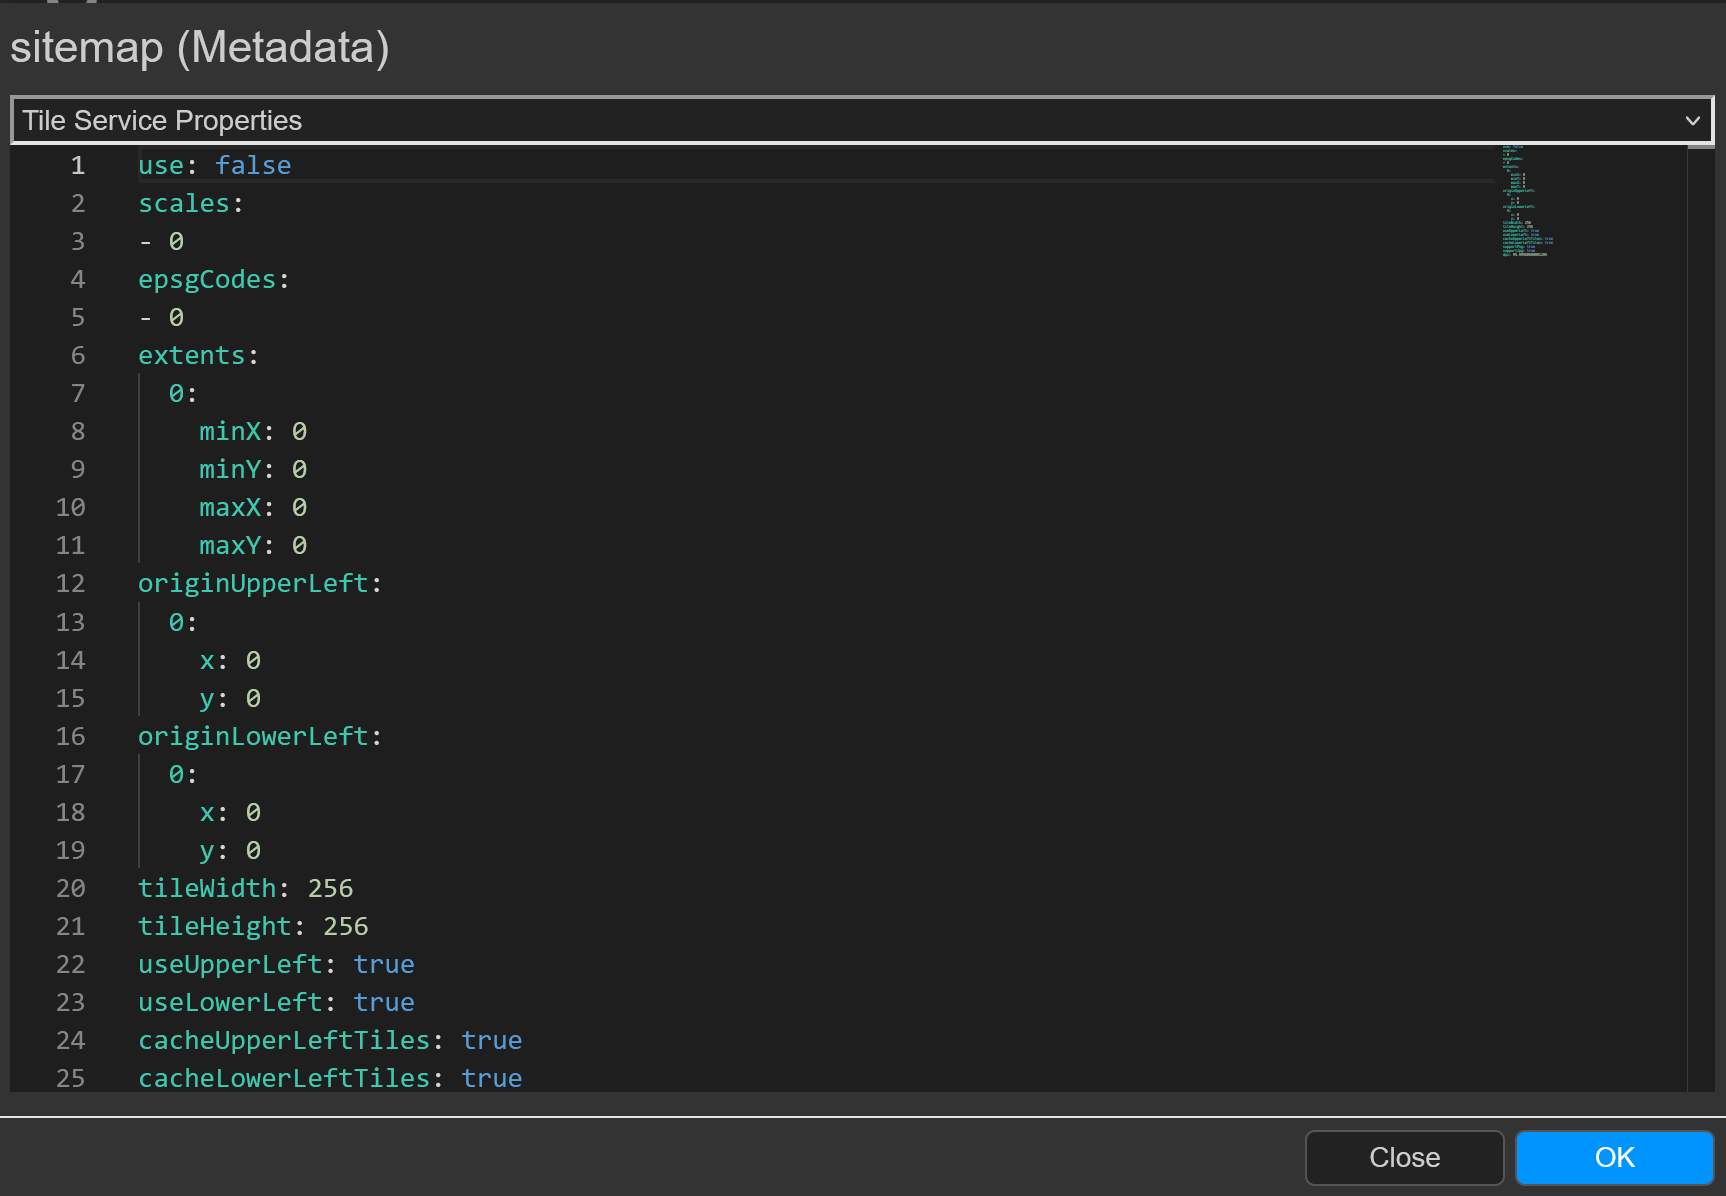 sitemap (Metadata)
Tile Service Properties
1 use: false
2 scales:
3 - 0
4 epsgCodes:
5 - 0
6 extents:
7 0:
8 minX: 0
9 minY: 0
10 maxX: 0
11 maxY: 0
12 originUpperLeft:
13 0:
14 x: 0
15 y: 0
16 originLowerLeft:
17 0:
18 x: 0
19 y: 0
20 tileWidth: 256
21 tileHeight: 256
22 useUpperLeft: true
23 useLowerLeft: true
24 cacheUpperLeftTiles: true
25 cacheLowerLeftTiles: true
Close
OK